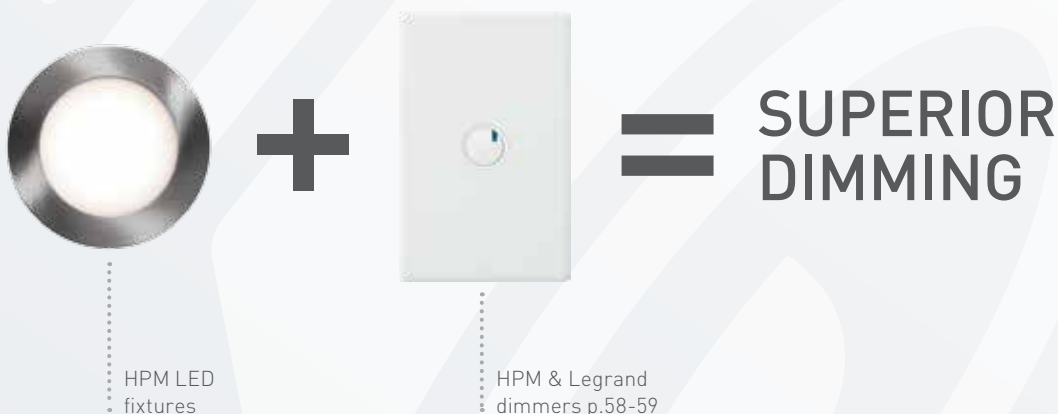 SUPERIOR
DIMMING
HPM LED
fixtures
HPM & Legrand
dimmers p.58-59